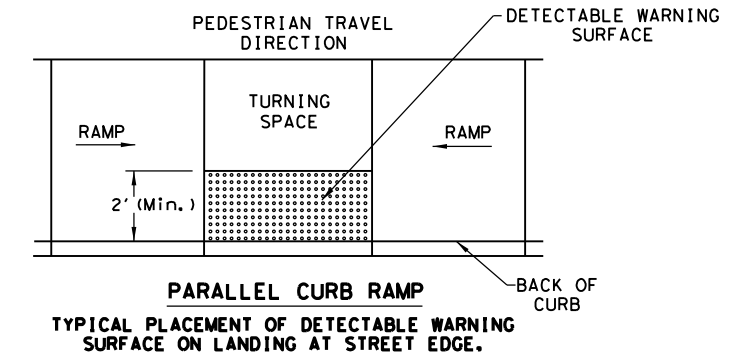 PEDESTRIAN TRAVEL
DIRECTION
DETECTABLE WARNING
SURFACE
TURNING
SPACE
RAMP
RAMP
2' (Min.)
BACK OF
CURB
PARALLEL CURB RAMP
TYPICAL PLACEMENT OF DETECTABLE WARNING
SURFACE ON LANDING AT STREET EDGE.